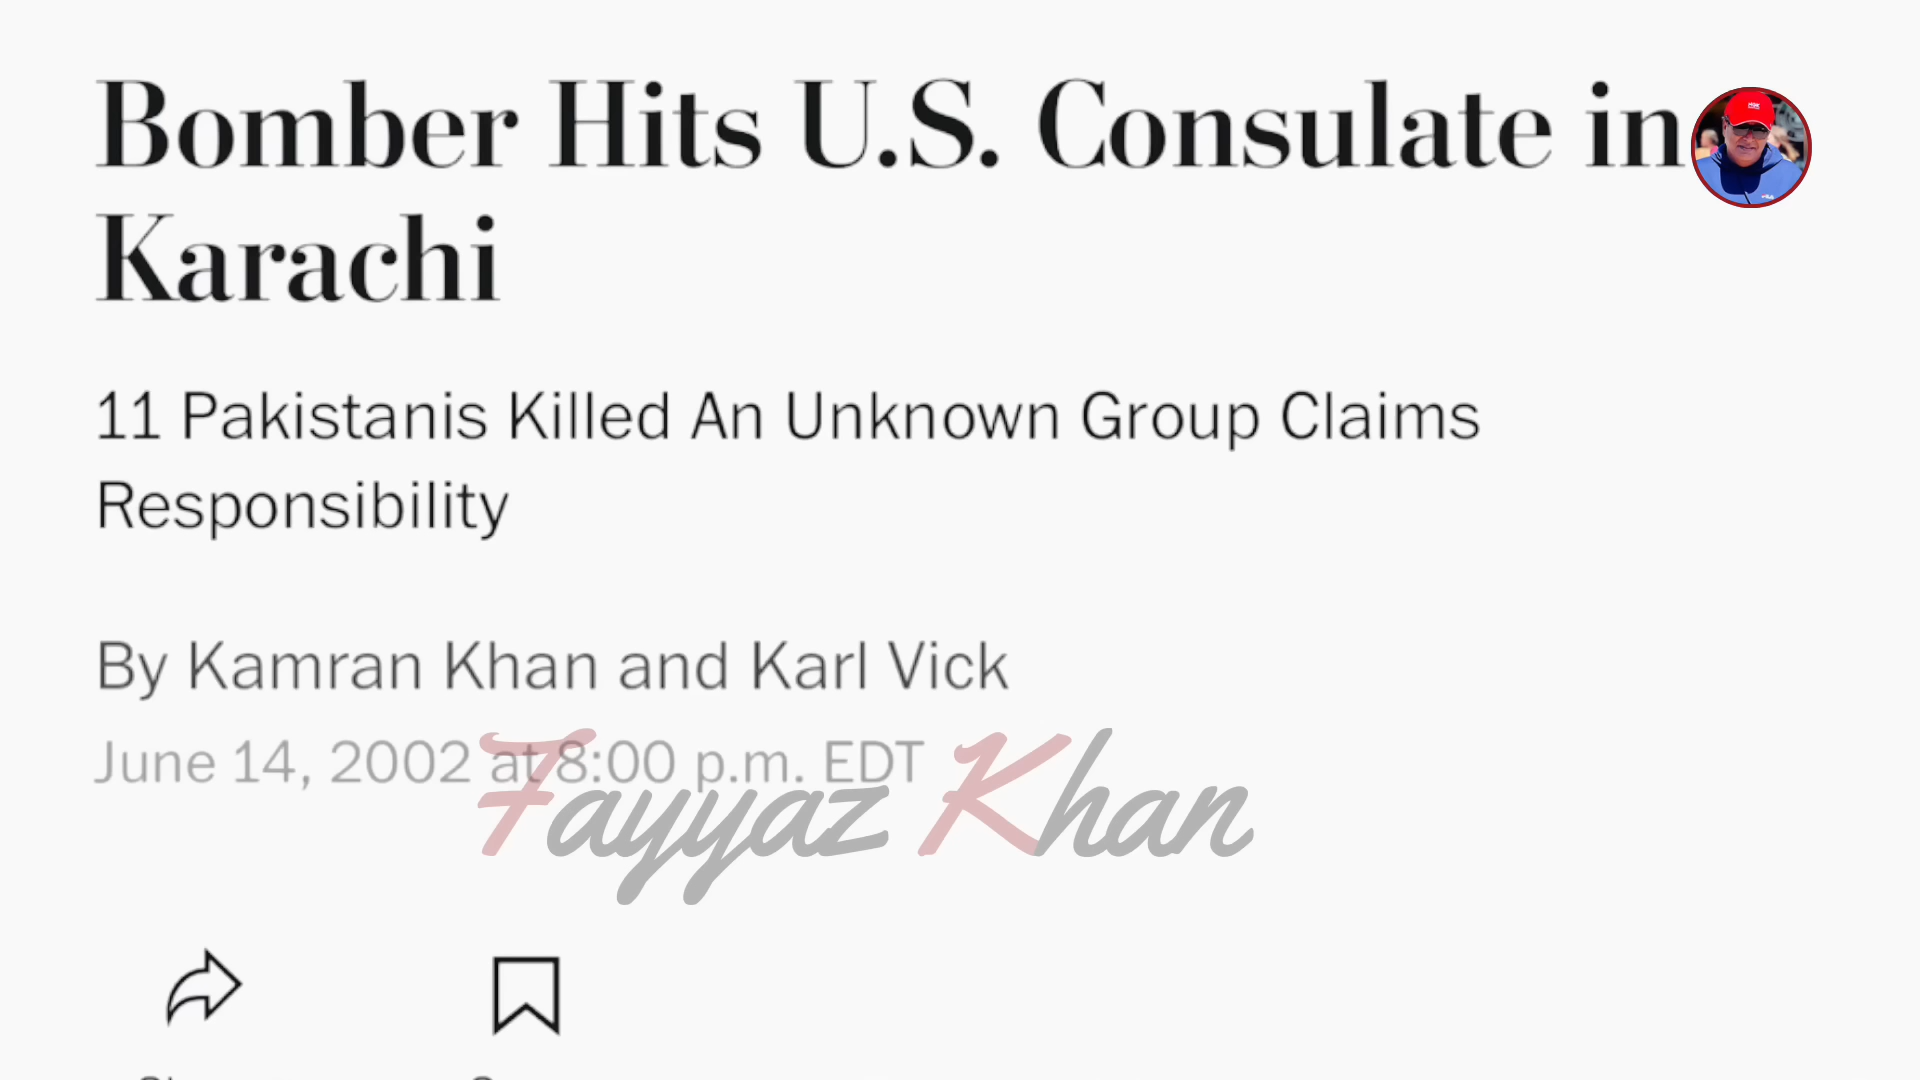 Bomber Hits U.S. Consulate in
Karachi
11 Pakistanis Killed An Unknown Group Claims
Responsibility
By Kamran Khan and Karl Vick
June 14, 2002 at 8:00 p.m. EDT
Fayyaz Khan